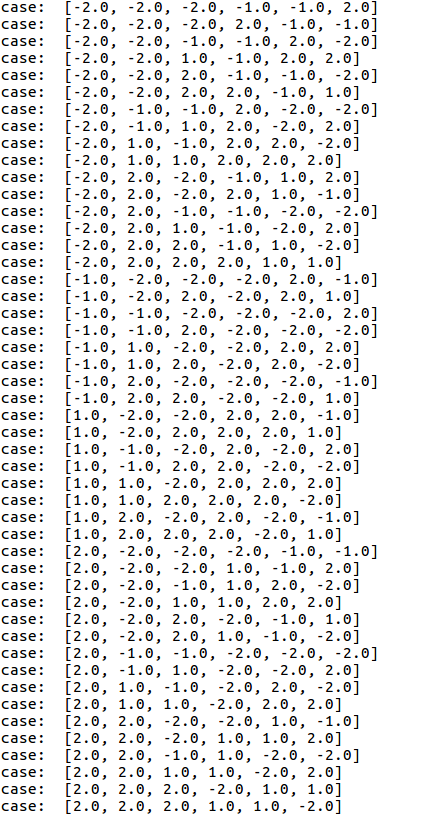 case:  [-2.0, -2.0, -2.0, -1.0, -1.0, 2.0]
case:  [-2.0, -2.0, -2.0, 2.0, -1.0, -1.0]
case:  [-2.0, -2.0, -1.0, -1.0, 2.0, -2.0]
case:  [-2.0, -2.0, 1.0, -1.0, 2.0, 2.0]
case:  [-2.0, -2.0, 2.0, -1.0, -1.0, -2.0]
case:  [-2.0, -2.0, 2.0, 2.0, -1.0, 1.0]
case:  [-2.0, -1.0, -1.0, 2.0, -2.0, -2.0]
case:  [-2.0, -1.0, 1.0, 2.0, -2.0, 2.0]
case:  [-2.0, 1.0, -1.0, 2.0, 2.0, -2.0]
case:  [-2.0, 1.0, 1.0, 2.0, 2.0, 2.0]
case:  [-2.0, 2.0, -2.0, -1.0, 1.0, 2.0]
case:  [-2.0, 2.0, -2.0, 2.0, 1.0, -1.0]
case:  [-2.0, 2.0, -1.0, -1.0, -2.0, -2.0]
case:  [-2.0, 2.0, 1.0, -1.0, -2.0, 2.0]
case:  [-2.0, 2.0, 2.0, -1.0, 1.0, -2.0]
case:  [-2.0, 2.0, 2.0, 2.0, 1.0, 1.0]
case:  [-1.0, -2.0, -2.0, -2.0, 2.0, -1.0]
case:  [-1.0, -2.0, 2.0, -2.0, 2.0, 1.0]
case:  [-1.0, -1.0, -2.0, -2.0, -2.0, 2.0]
case:  [-1.0, -1.0, 2.0, -2.0, -2.0, -2.0]
case:  [-1.0, 1.0, -2.0, -2.0, 2.0, 2.0]
case:  [-1.0, 1.0, 2.0, -2.0, 2.0, -2.0]
case:  [-1.0, 2.0, -2.0, -2.0, -2.0, -1.0]
case:  [-1.0, 2.0, 2.0, -2.0, -2.0, 1.0]
case:  [1.0, -2.0, -2.0, 2.0, 2.0, -1.0]
case:  [1.0, -2.0, 2.0, 2.0, 2.0, 1.0]
case:  [1.0, -1.0, -2.0, 2.0, -2.0, 2.0]
case:  [1.0, -1.0, 2.0, 2.0, -2.0, -2.0]
case:  [1.0, 1.0, -2.0, 2.0, 2.0, 2.0]
case:  [1.0, 1.0, 2.0, 2.0, 2.0, -2.0]
case:  [1.0, 2.0, -2.0, 2.0, -2.0, -1.0]
case:  [1.0, 2.0, 2.0, 2.0, -2.0, 1.0]
case:  [2.0, -2.0, -2.0, -2.0, -1.0, -1.0]
case:  [2.0, -2.0, -2.0, 1.0, -1.0, 2.0]
case:  [2.0, -2.0, -1.0, 1.0, 2.0, -2.0]
case:  [2.0, -2.0, 1.0, 1.0, 2.0, 2.0]
case:  [2.0, -2.0, 2.0, -2.0, -1.0, 1.0]
case:  [2.0, -2.0, 2.0, 1.0, -1.0, -2.0]
case:  [2.0, -1.0, -1.0, -2.0, -2.0, -2.0]
case:  [2.0, -1.0, 1.0, -2.0, -2.0, 2.0]
case:  [2.0, 1.0, -1.0, -2.0, 2.0, -2.0]
case:  [2.0, 1.0, 1.0, -2.0, 2.0, 2.0]
case:  [2.0, 2.0, -2.0, -2.0, 1.0, -1.0]
case:  [2.0, 2.0, -2.0, 1.0, 1.0, 2.0]
case:  [2.0, 2.0, -1.0, 1.0, -2.0, -2.0]
case:  [2.0, 2.0, 1.0, 1.0, -2.0, 2.0]
case:  [2.0, 2.0, 2.0, -2.0, 1.0, 1.0]
case:  [2.0, 2.0, 2.0, 1.0, 1.0, -2.0]